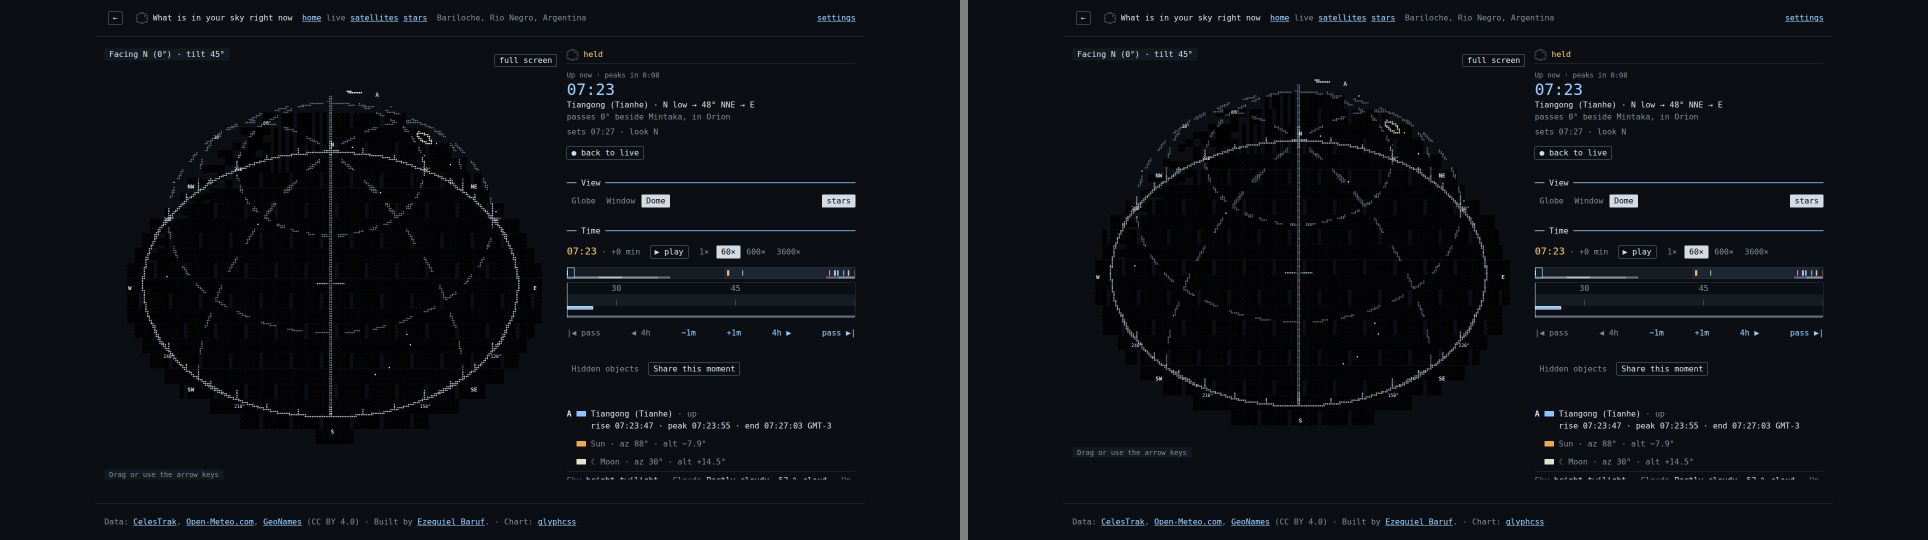 ← What is in your sky right now home live satellites stars Bariloche, Río Negro, Argentina settings
Facing N (0°) · tilt 45°
full screen
A
N
NW
NE
W
E
240°
120°
SW
SE
210°
150°
S
Drag or use the arrow keys
held
Up now · peaks in 0:08
07:23
Tiangong (Tianhe) · N low → 48° NNE → E
passes 0° beside Mintaka, in Orion
sets 07:27 · look N
● back to live
View
Globe Window Dome stars
Time
07:23 · +0 min ▶ play 1× 60× 600× 3600×
30 45
|◀ pass ◀ 4h −1m +1m 4h ▶ pass ▶|
Hidden objects Share this moment
A Tiangong (Tianhe) · up
rise 07:23:47 · peak 07:23:55 · end 07:27:03 GMT-3
Sun · az 88° · alt −7.9°
☾ Moon · az 30° · alt +14.5°
Data: CelesTrak, Open-Meteo.com, GeoNames (CC BY 4.0) · Built by Ezequiel Baruf. · Chart: glyphcss
← What is in your sky right now home live satellites stars Bariloche, Río Negro, Argentina settings
Facing N (0°) · tilt 45°
full screen
A
N
NW
NE
W
E
240°
120°
SW
SE
210°
150°
S
Drag or use the arrow keys
held
Up now · peaks in 0:08
07:23
Tiangong (Tianhe) · N low → 48° NNE → E
passes 0° beside Mintaka, in Orion
sets 07:27 · look N
● back to live
View
Globe Window Dome stars
Time
07:23 · +0 min ▶ play 1× 60× 600× 3600×
30 45
|◀ pass ◀ 4h −1m +1m 4h ▶ pass ▶|
Hidden objects Share this moment
A Tiangong (Tianhe) · up
rise 07:23:47 · peak 07:23:55 · end 07:27:03 GMT-3
Sun · az 88° · alt −7.9°
☾ Moon · az 30° · alt +14.5°
Data: CelesTrak, Open-Meteo.com, GeoNames (CC BY 4.0) · Built by Ezequiel Baruf. · Chart: glyphcss